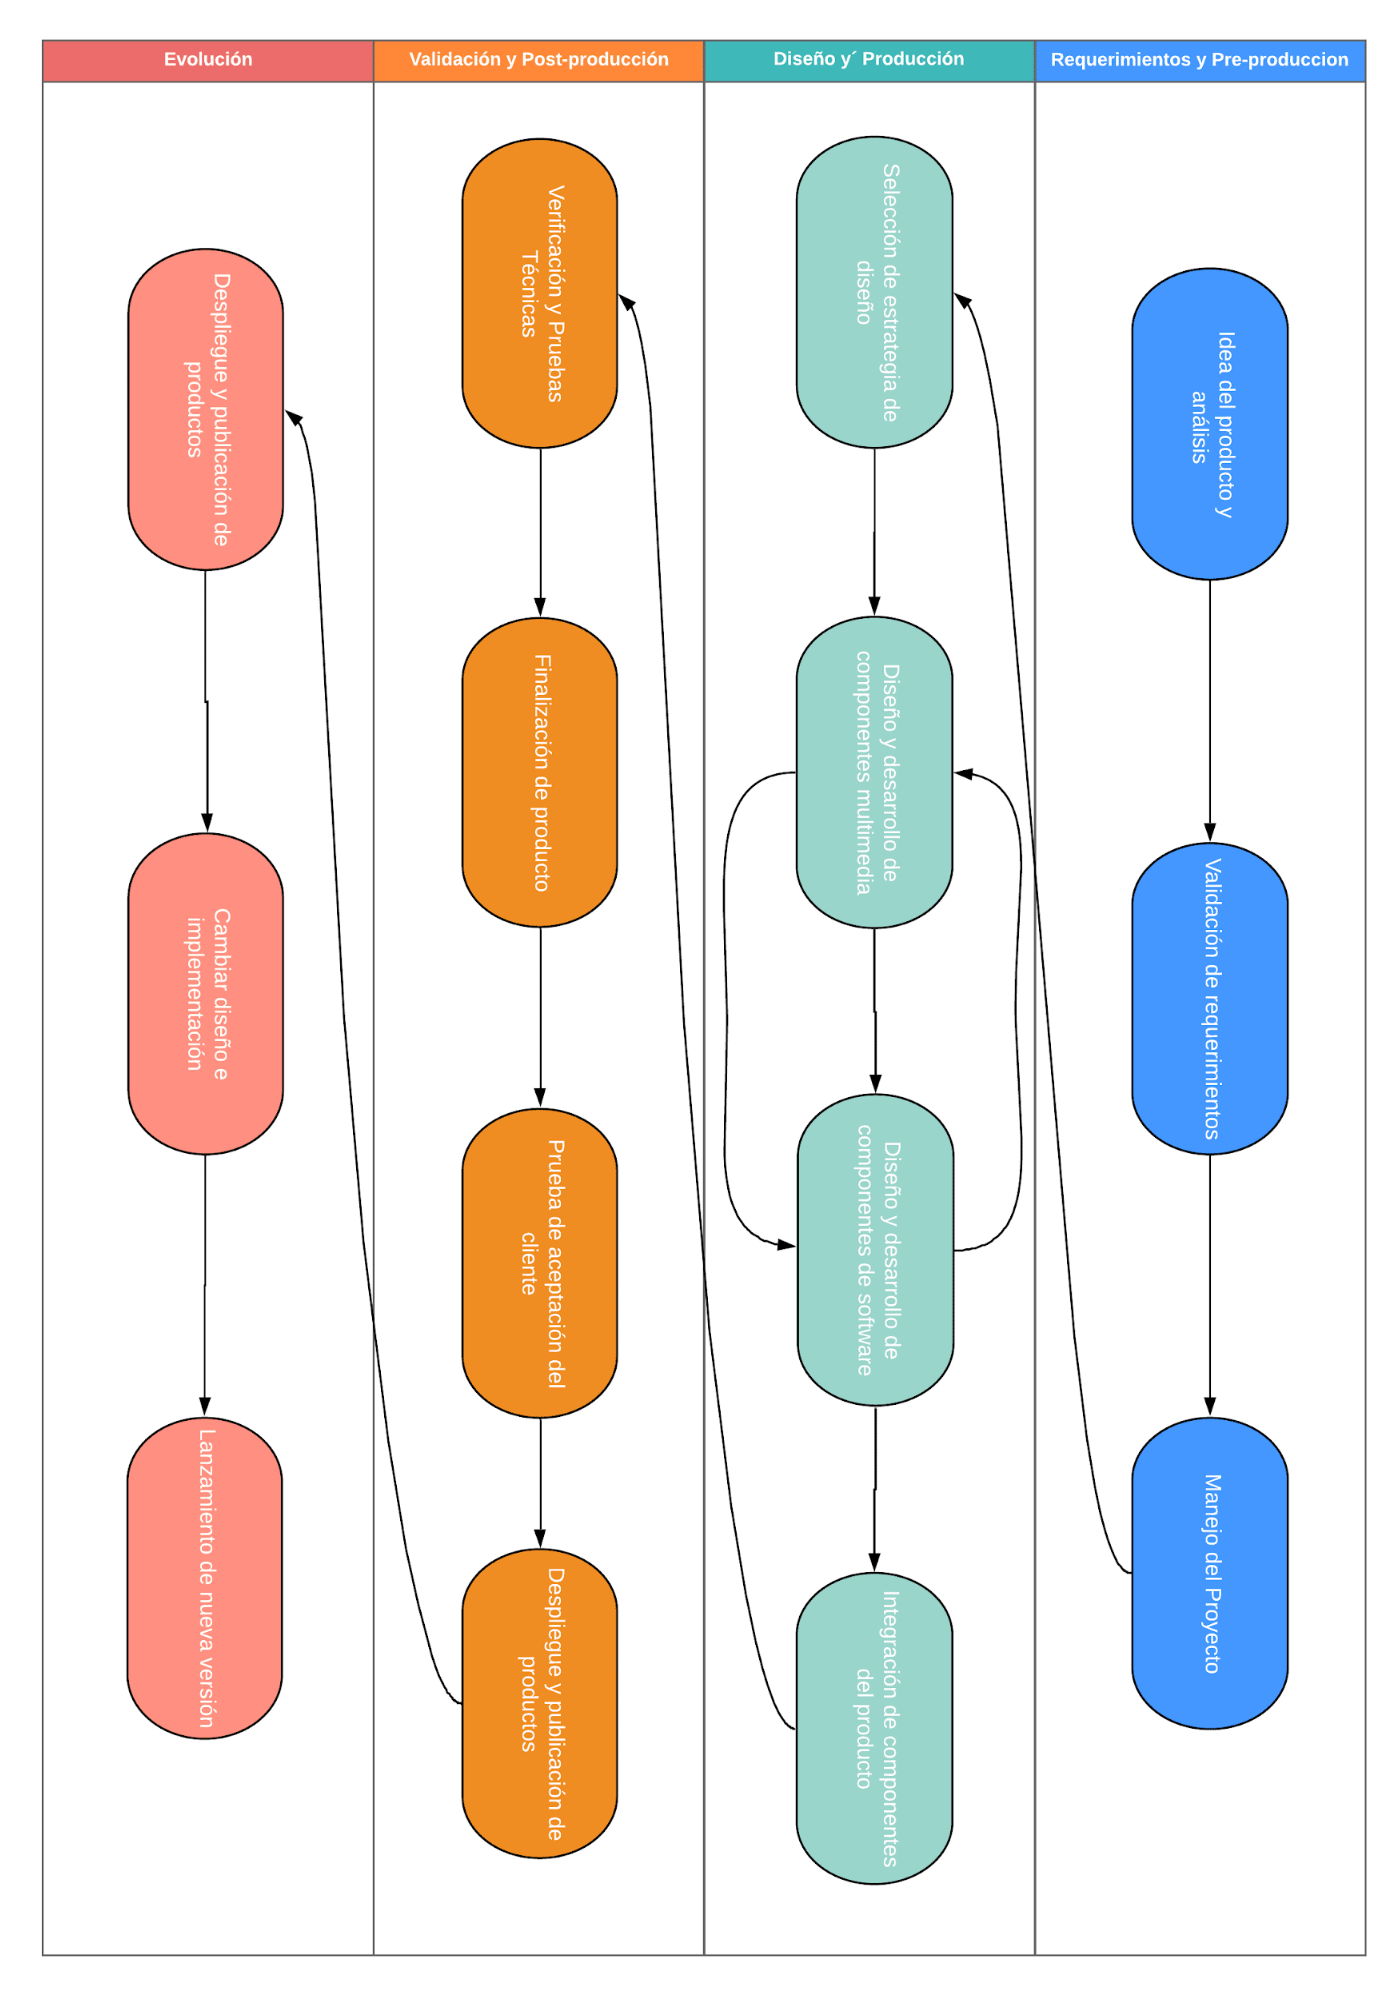 Evolución
Validación y Post-producción
Diseño y´ Producción
Requerimientos y Pre-produccion
Despliegue y publicación de
productos
Cambiar diseño e
implementación
Lanzamiento de nueva versión
Verificación y Pruebas
Técnicas
Finalización de producto
Prueba de aceptación del
cliente
Despliegue y publicación de
productos
Selección de estrategia de
diseño
Diseño y desarrollo de
componentes multimedia
Diseño y desarrollo de
componentes de software
Integración de componentes
del producto
Idea del producto y
análisis
Validación de requerimientos
Manejo del Proyecto